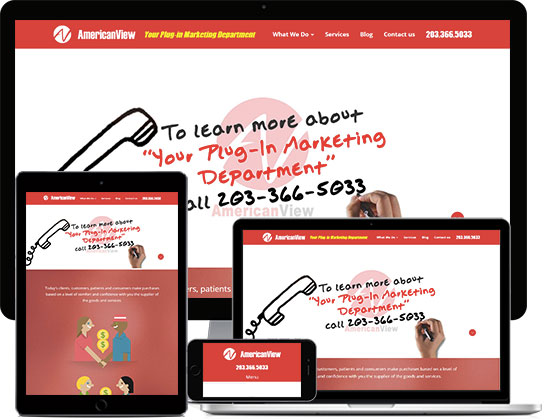 AmericanView Your Plug-in Marketing Department What We Do Services Blog Contact us 203.366.5033
To learn more about
"Your Plug-In Marketing
Department"
call 203-366-5033
AmericanView
AmericanView What We Do Services Blog Contact us 203.366.5033
To learn more about
"Your Plug-In Marketing
Department"
call 203-366-5033
Today's clients, customers, patients and consumers make purchases
based on a level of comfort and confidence with you the supplier of
the goods and services.
AmericanView
203.366.5033
Menu
AmericanView Your Plug-in Marketing Department What We Do Services Blog Contact us 203.366.5033
To learn more about
"Your Plug-In Marketing
Department"
call 203-366-5033
AmericanView
customers, patients and consumers make purchases based on a level of
and confidence with you the supplier of the goods and services.